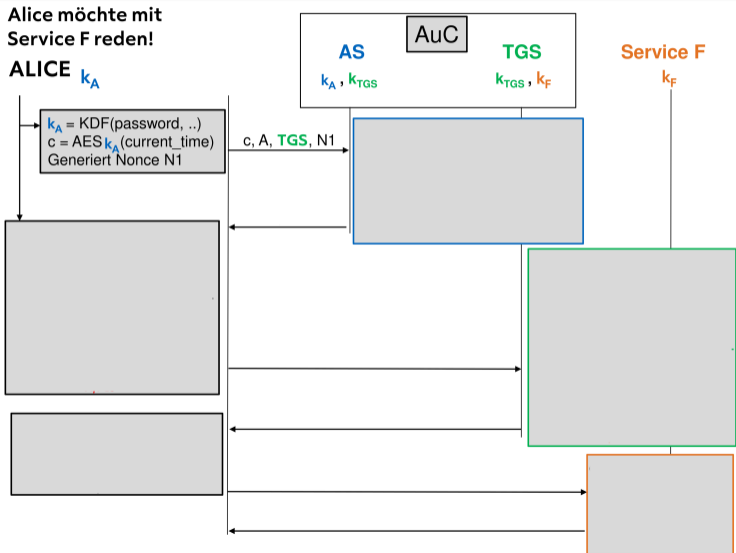 Alice möchte mit
Service F reden!
ALICE kA
AuC
AS
kA , kTGS
TGS
kTGS , kF
Service F
kF
kA = KDF(password, ..)
c = AESkA(current_time)
Generiert Nonce N1
c, A, TGS, N1